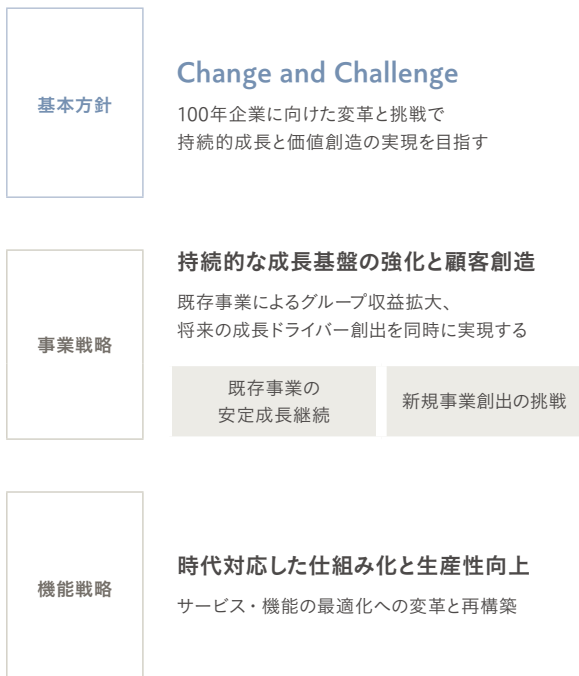 基本方針
Change and Challenge
100年企業に向けた変革と挑戦で
持続的成長と価値創造の実現を目指す
事業戦略
持続的な成長基盤の強化と顧客創造
既存事業によるグループ収益拡大、
将来の成長ドライバー創出を同時に実現する
既存事業の
安定成長継続
新規事業創出の挑戦
機能戦略
時代対応した仕組み化と生産性向上
サービス・機能の最適化への変革と再構築